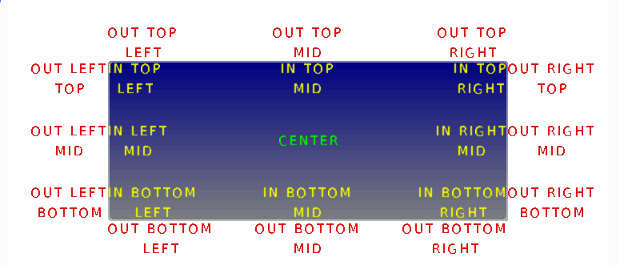 OUT TOP OUT TOP OUT TOP
LEFT MID RIGHT
OUT LEFT IN TOP IN TOP IN TOP OUT RIGHT
TOP LEFT MID RIGHT TOP
OUT LEFT IN LEFT IN RIGHT OUT RIGHT
CENTER
MID MID MID MID
OUT LEFT IN BOTTOM IN BOTTOM IN BOTTOM OUT RIGHT
BOTTOM LEFT MID RIGHT BOTTOM
OUT BOTTOM OUT BOTTOM OUT BOTTOM
LEFT MID RIGHT